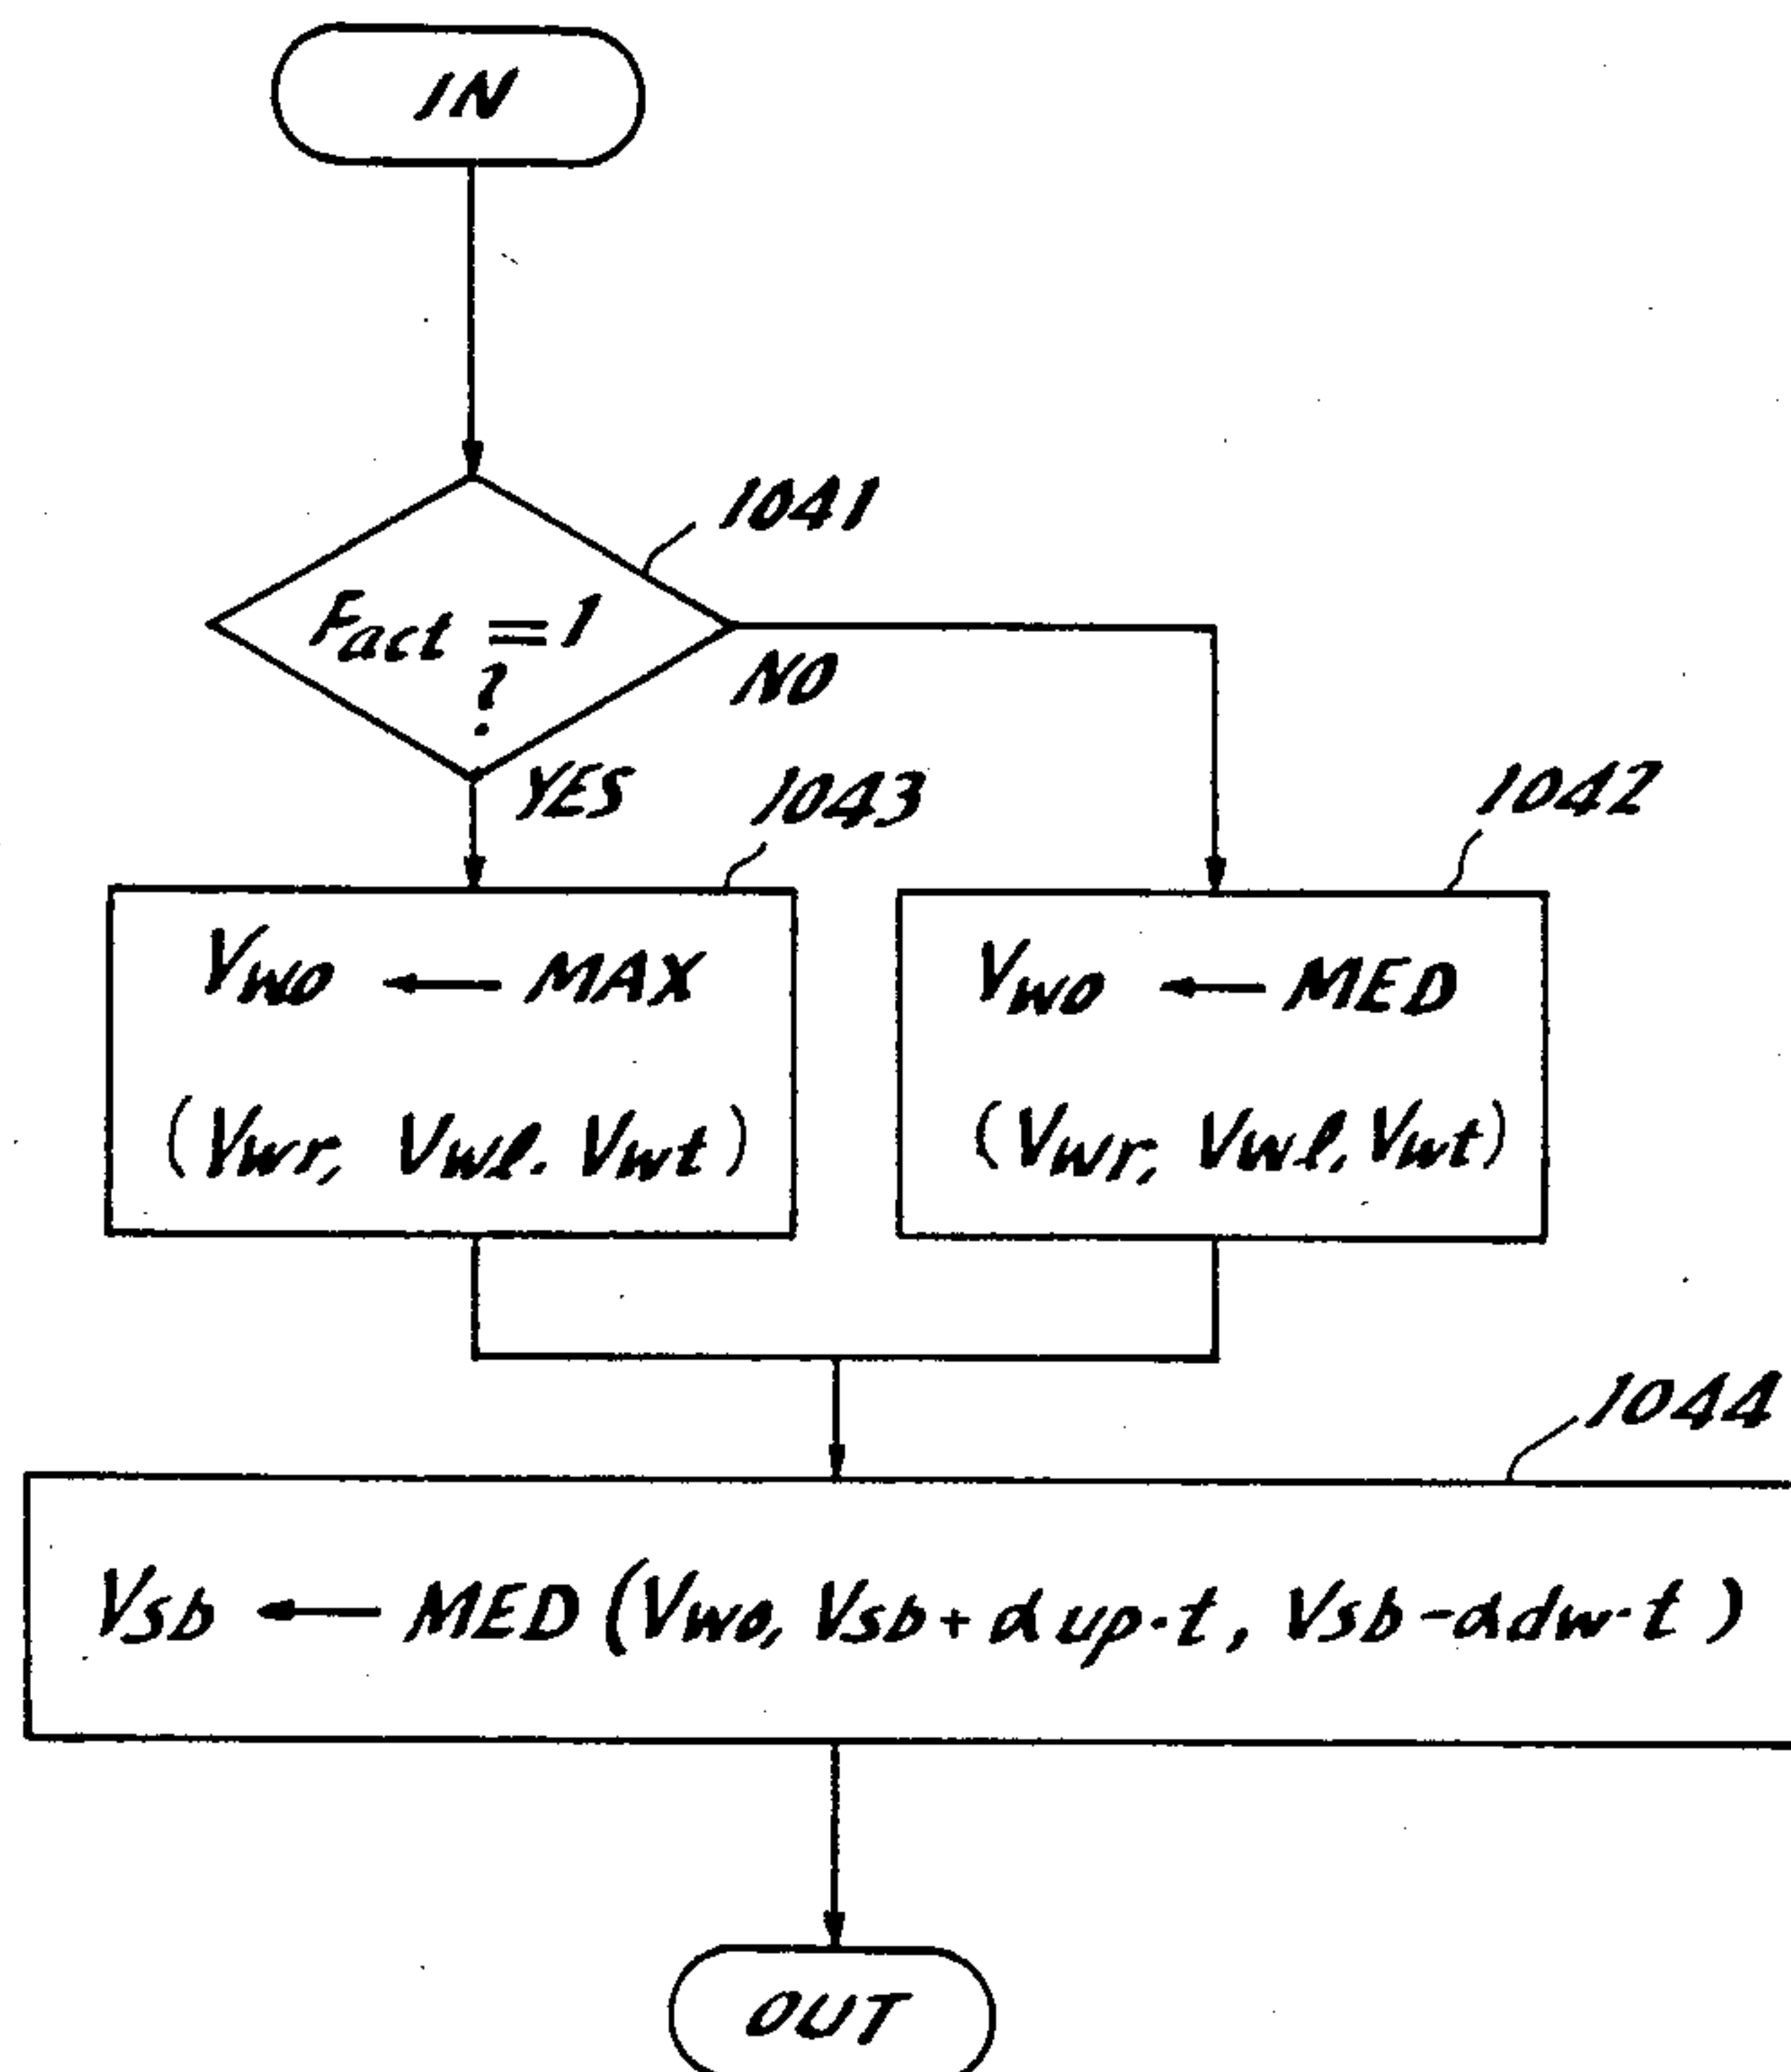 IN
1041
Fact = 1
?
NO
YES
1043
1042
VWO ← MAX
(Vwr, Vwl. Vwt)
VWO ← MED
(Vwr, Vwl, Vwt)
1044
Vsb ← MED (Vwo, Vsb + α up·t, Vsb - αdw·t)
OUT